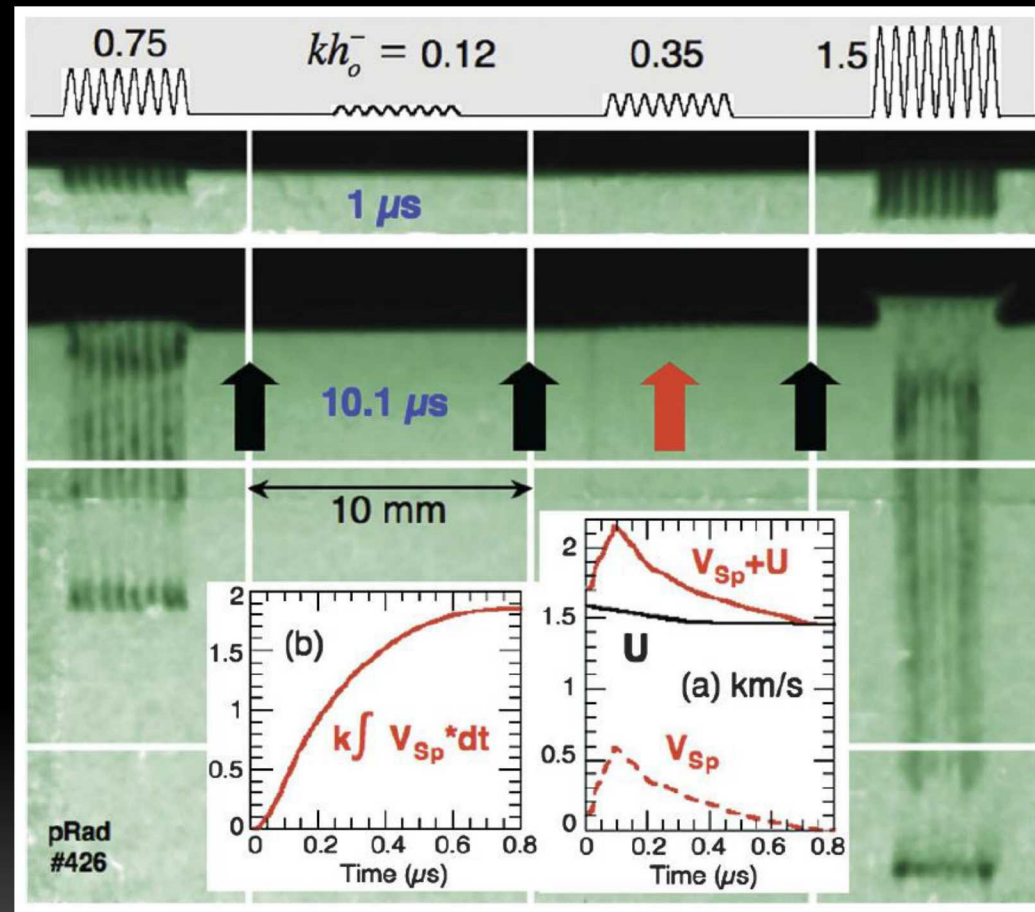 0.75
kh₀⁻ = 0.12
0.35
1.5
1 µs
10.1 µs
10 mm
2
1.5
1
0.5
0
(b)
k∫ V_Sp*dt
0 0.2 0.4 0.6 0.8
Time (µs)
2
1.5
1
0.5
0
V_Sp+U
U
(a) km/s
V_Sp
0 0.2 0.4 0.6 0.8
Time (µs)
pRad
#426